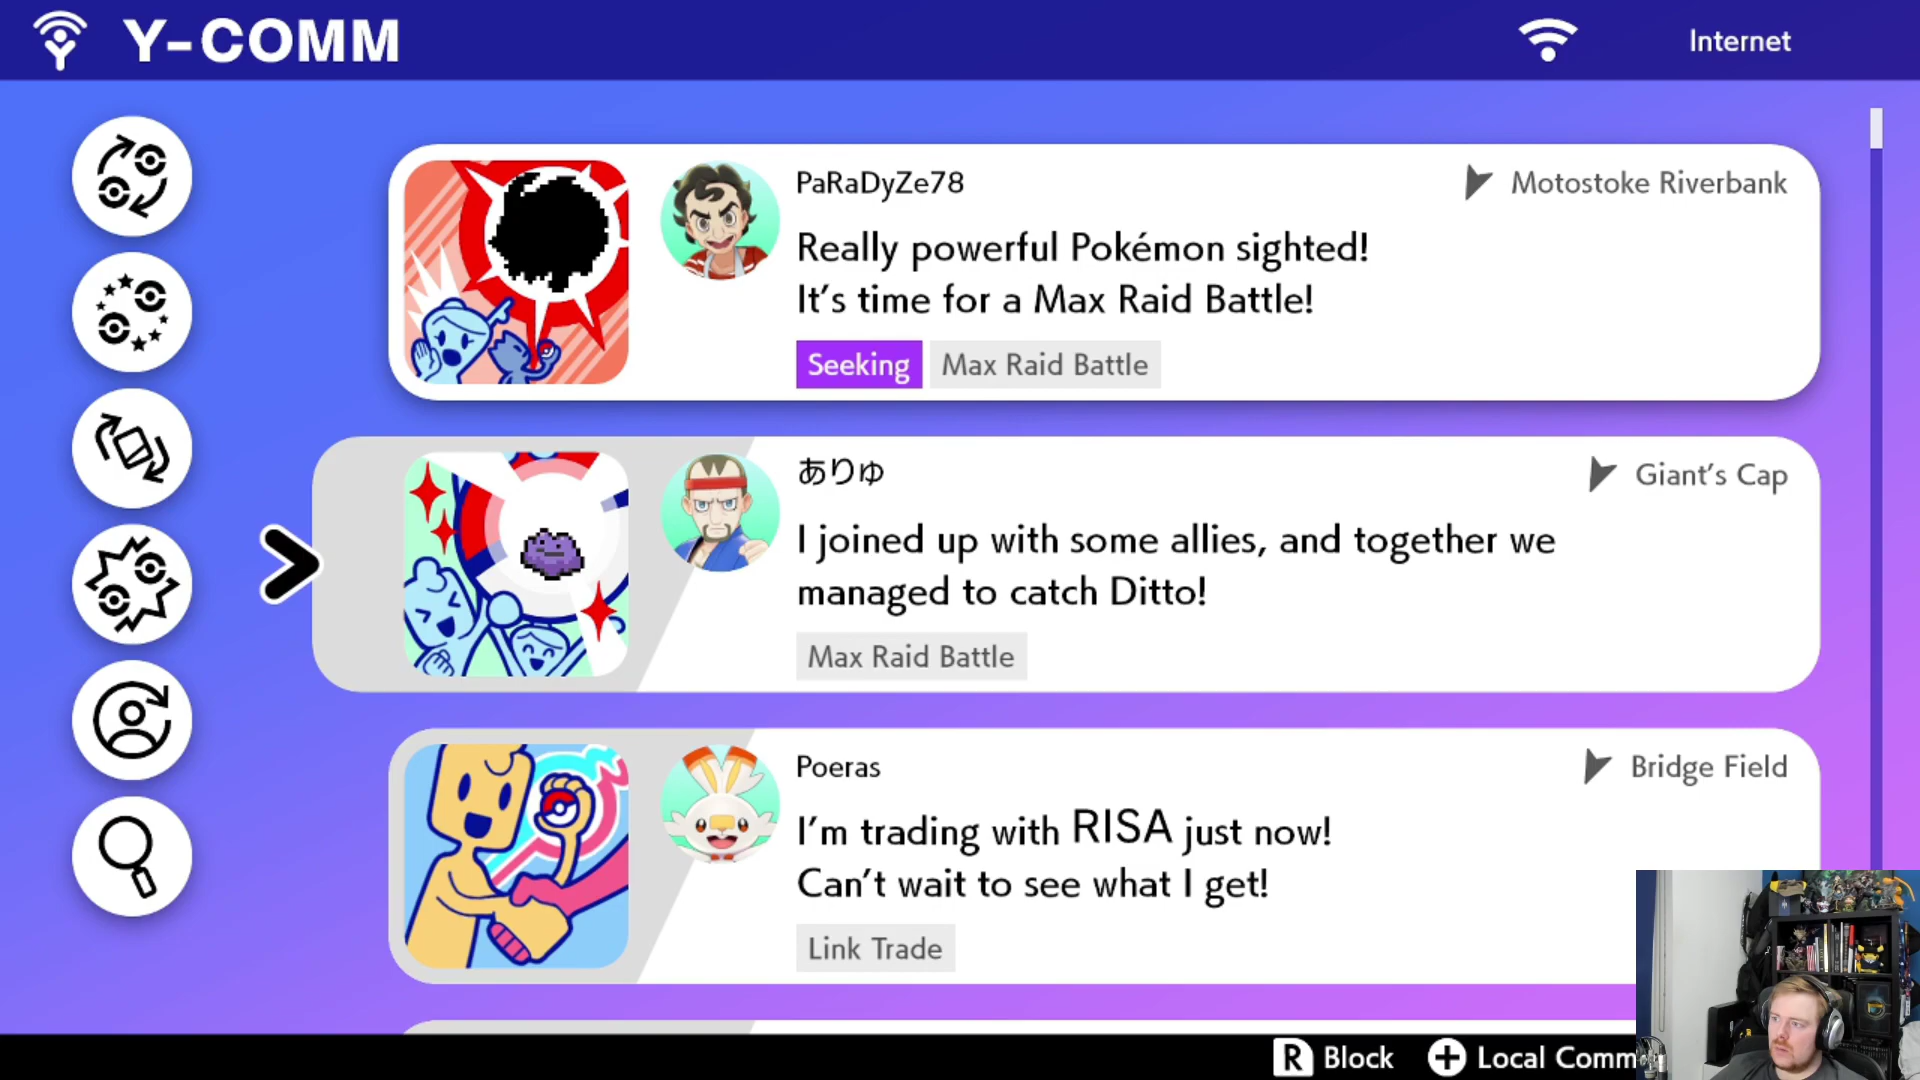 Y-COMM
Internet
PaRaDyZe78
Motostoke Riverbank
Really powerful Pokémon sighted!
It's time for a Max Raid Battle!
Seeking
Max Raid Battle
ありゅ
Giant's Cap
I joined up with some allies, and together we
managed to catch Ditto!
Max Raid Battle
Poeras
Bridge Field
I'm trading with RISA just now!
Can't wait to see what I get!
Link Trade
R Block
+ Local Comm